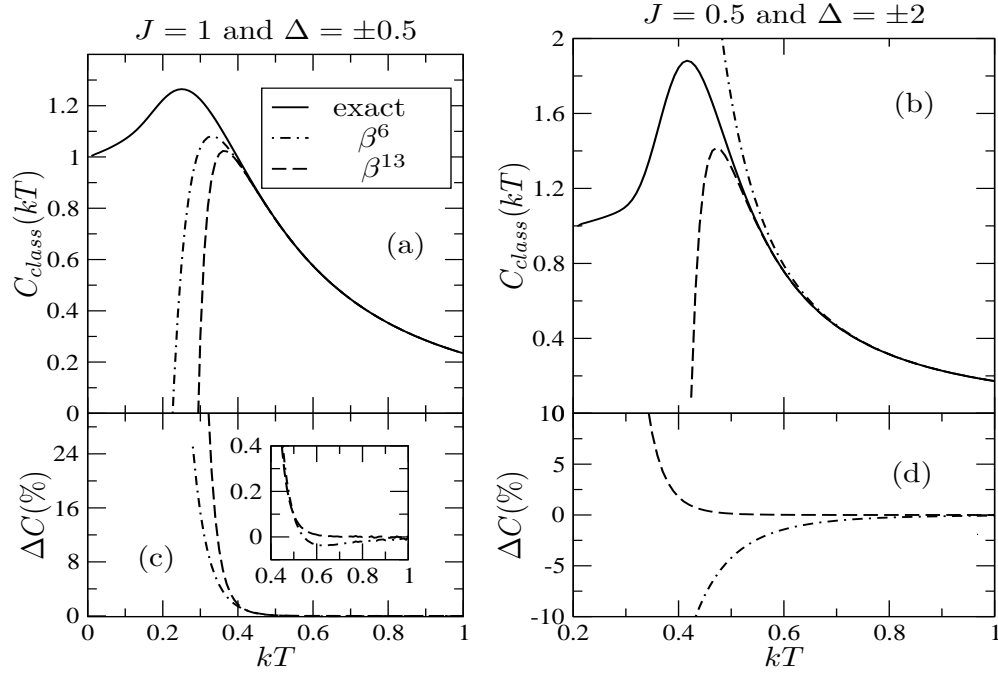 J = 1 and Δ = ±0.5
J = 0.5 and Δ = ±2
1.2
1
0.8
0.6
0.4
0.2
0
C_class(kT)
exact
β^6
β^13
(a)
2
1.6
1.2
0.8
0.4
0
C_class(kT)
(b)
24
16
8
0
ΔC(%)
(c)
0.4
0.2
0
0.4 0.6 0.8 1
0 0.2 0.4 0.6 0.8 1
kT
10
5
0
-5
-10
ΔC(%)
(d)
0.2 0.4 0.6 0.8 1
kT